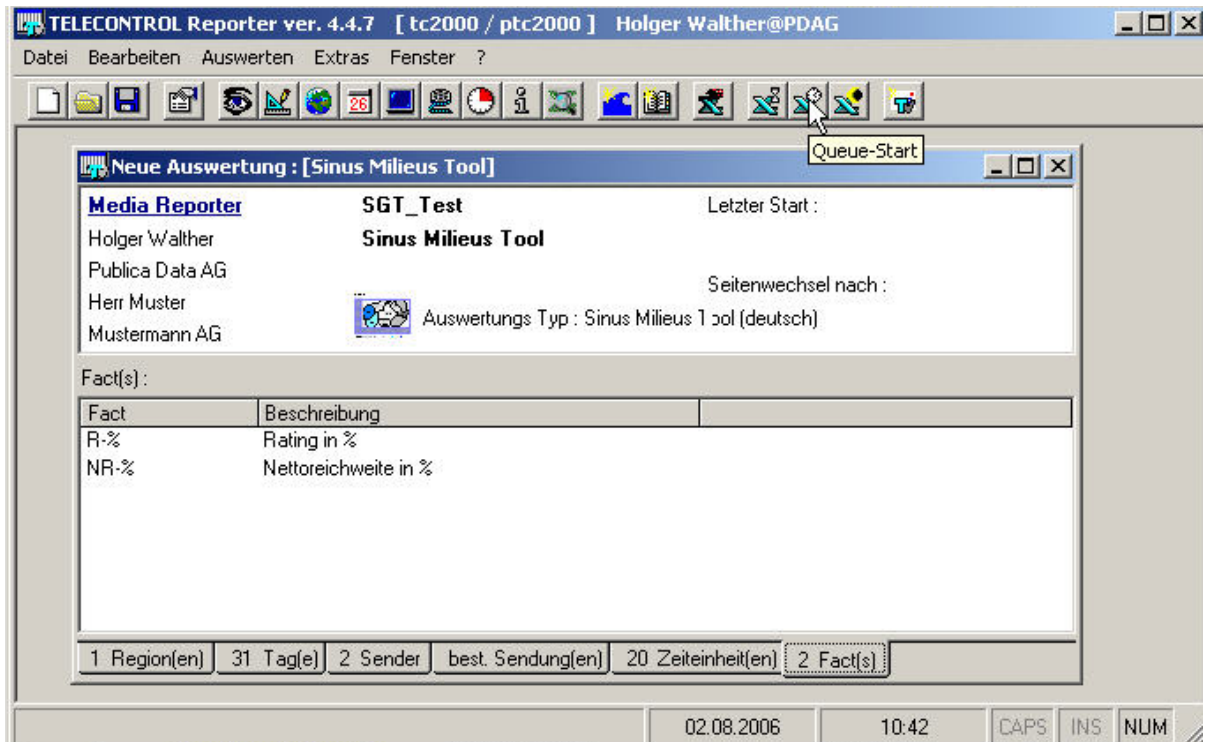 TELECONTROL Reporter ver. 4.4.7 [ tc2000 / ptc2000 ] Holger Walther@PDAG
Datei Bearbeiten Auswerten Extras Fenster ?
26
Queue-Start
Neue Auswertung : [Sinus Milieus Tool]
Media Reporter SGT_Test Letzter Start :
Holger Walther Sinus Milieus Tool
Publica Data AG
Seitenwechsel nach :
Herr Muster
Auswertungs Typ : Sinus Milieus Tool (deutsch)
Mustermann AG
Fact(s) :
Fact Beschreibung
R-% Rating in %
NR-% Nettoreichweite in %
1 Region(en) 31 Tag(e) 2 Sender best. Sendung(en) 20 Zeiteinheit(en) 2 Fact(s)
02.08.2006 10:42 CAPS INS NUM